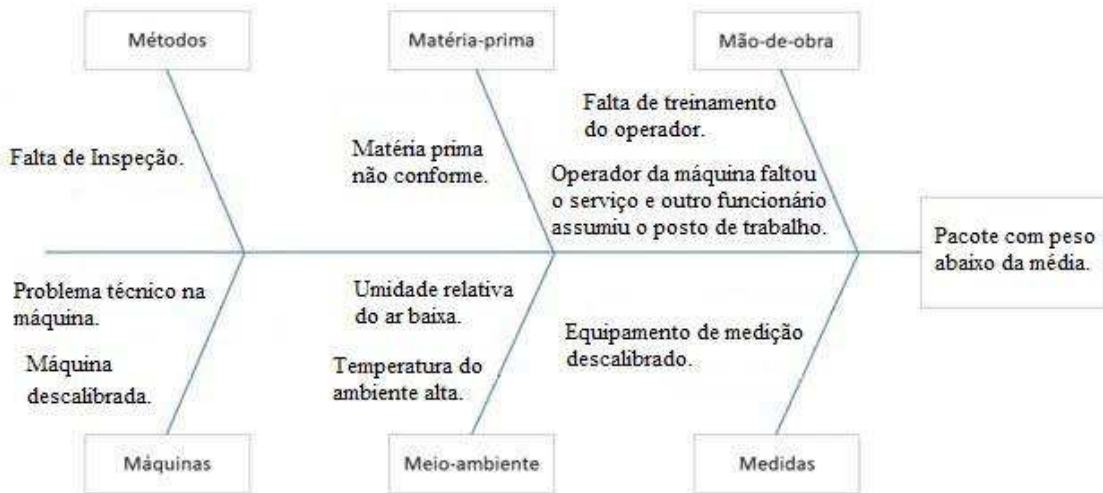 Métodos
Matéria-prima
Mão-de-obra
Falta de Inspeção.
Matéria prima
não conforme.
Falta de treinamento
do operador.
Operador da máquina faltou
o serviço e outro funcionário
assumiu o posto de trabalho.
Pacote com peso
abaixo da média.
Problema técnico na
máquina.
Máquina
descalibrada.
Umidade relativa
do ar baixa.
Temperatura do
ambiente alta.
Equipamento de medição
descalibrado.
Máquinas
Meio-ambiente
Medidas